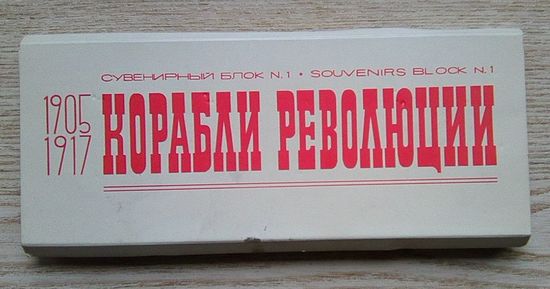 СУВЕНИРНЫЙ БЛОК N.1 • SOUVENIRS BLOCK N.1
1905
1917
КОРАБЛИ РЕВОЛЮЦИИ